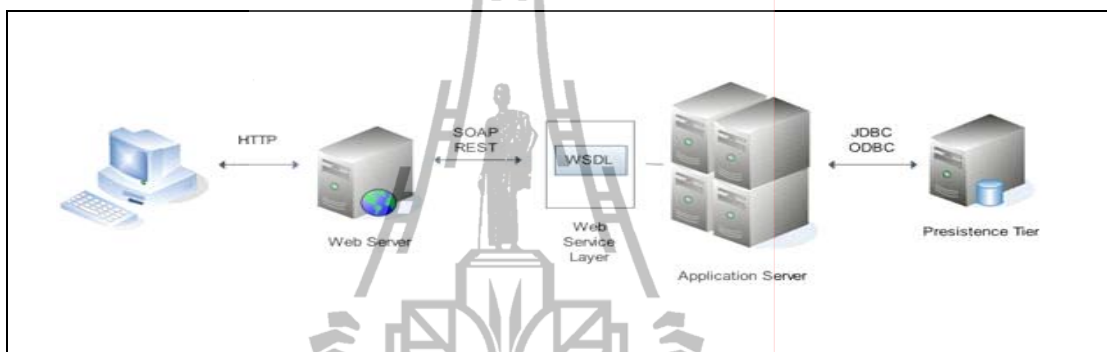 HTTP
Web Server
SOAP
REST
WSDL
Web
Service
Layer
Application Server
JDBC
ODBC
Presistence Tier